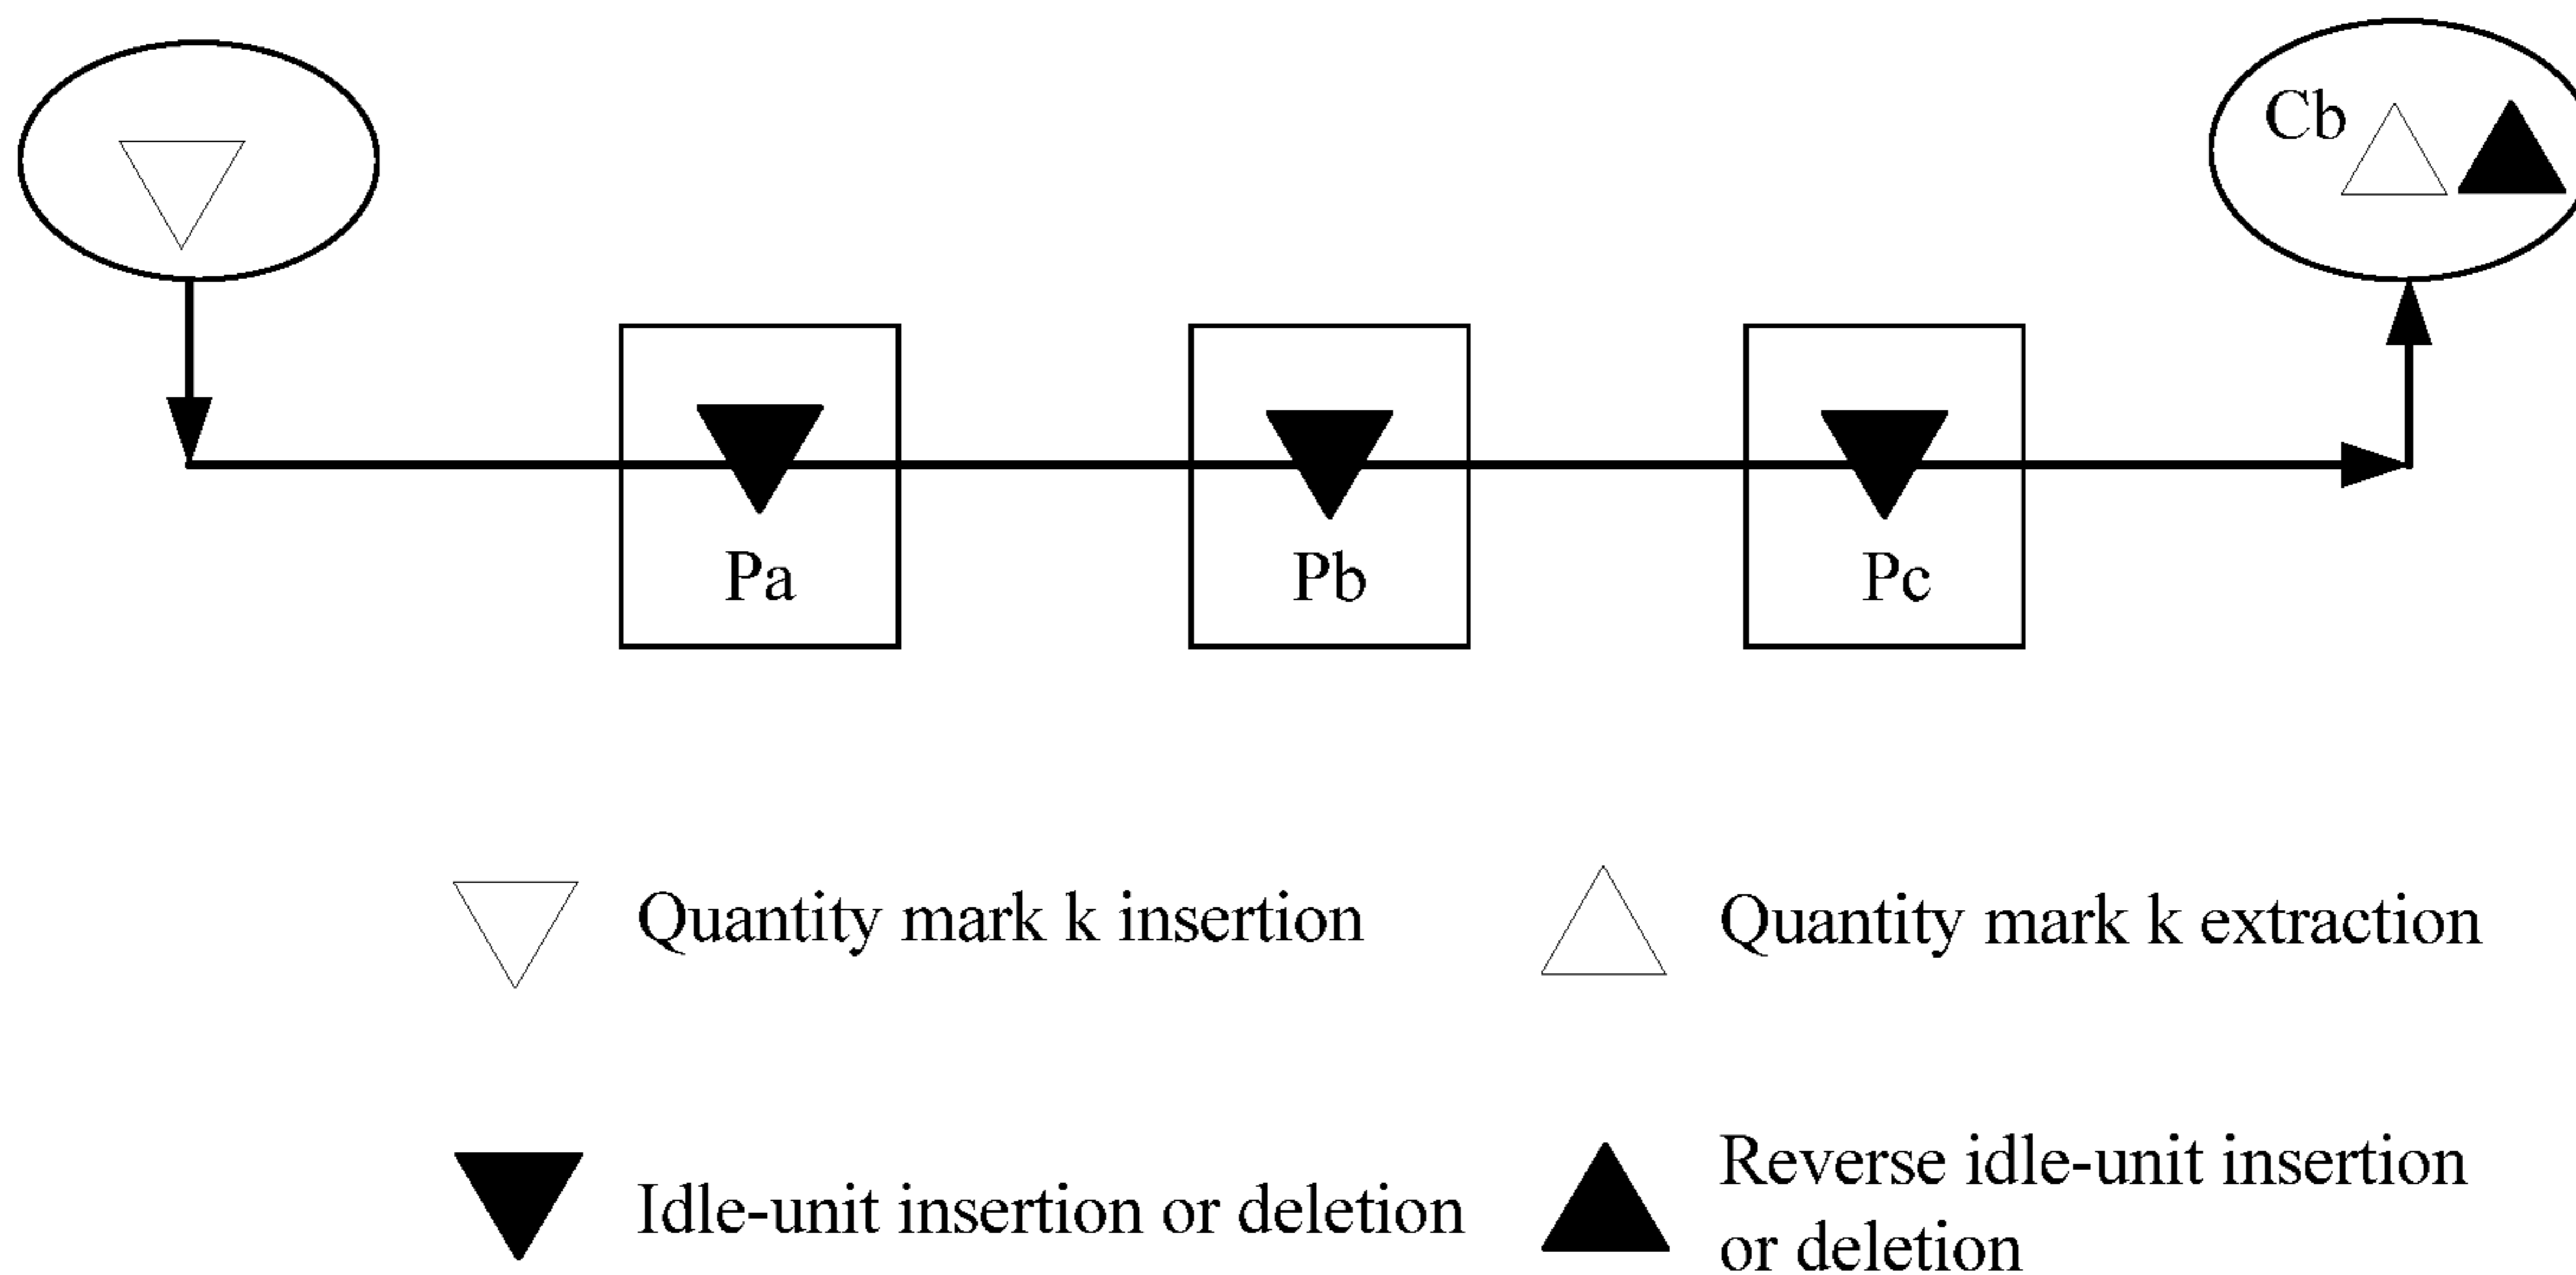 Cb
Pa
Pb
Pc
Quantity mark k insertion
Quantity mark k extraction
Idle-unit insertion or deletion
Reverse idle-unit insertion
or deletion